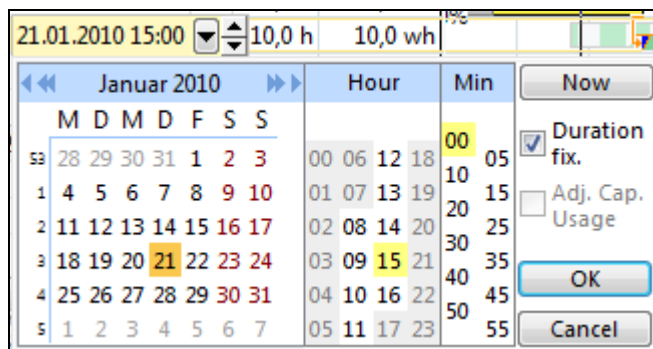 21.01.2010 15:00 10,0 h 10,0 wh
Januar 2010 Hour Min Now
M D M D F S S
53 28 29 30 31 1 2 3
1 4 5 6 7 8 9 10
2 11 12 13 14 15 16 17
3 18 19 20 21 22 23 24
4 25 26 27 28 29 30 31
5 1 2 3 4 5 6 7
00 06 12 18
01 07 13 19
02 08 14 20
03 09 15 21
04 10 16 22
05 11 17 23
00
05
10
15
20
25
30
35
40
45
50
55
Duration
fix.
Adj. Cap.
Usage
OK
Cancel